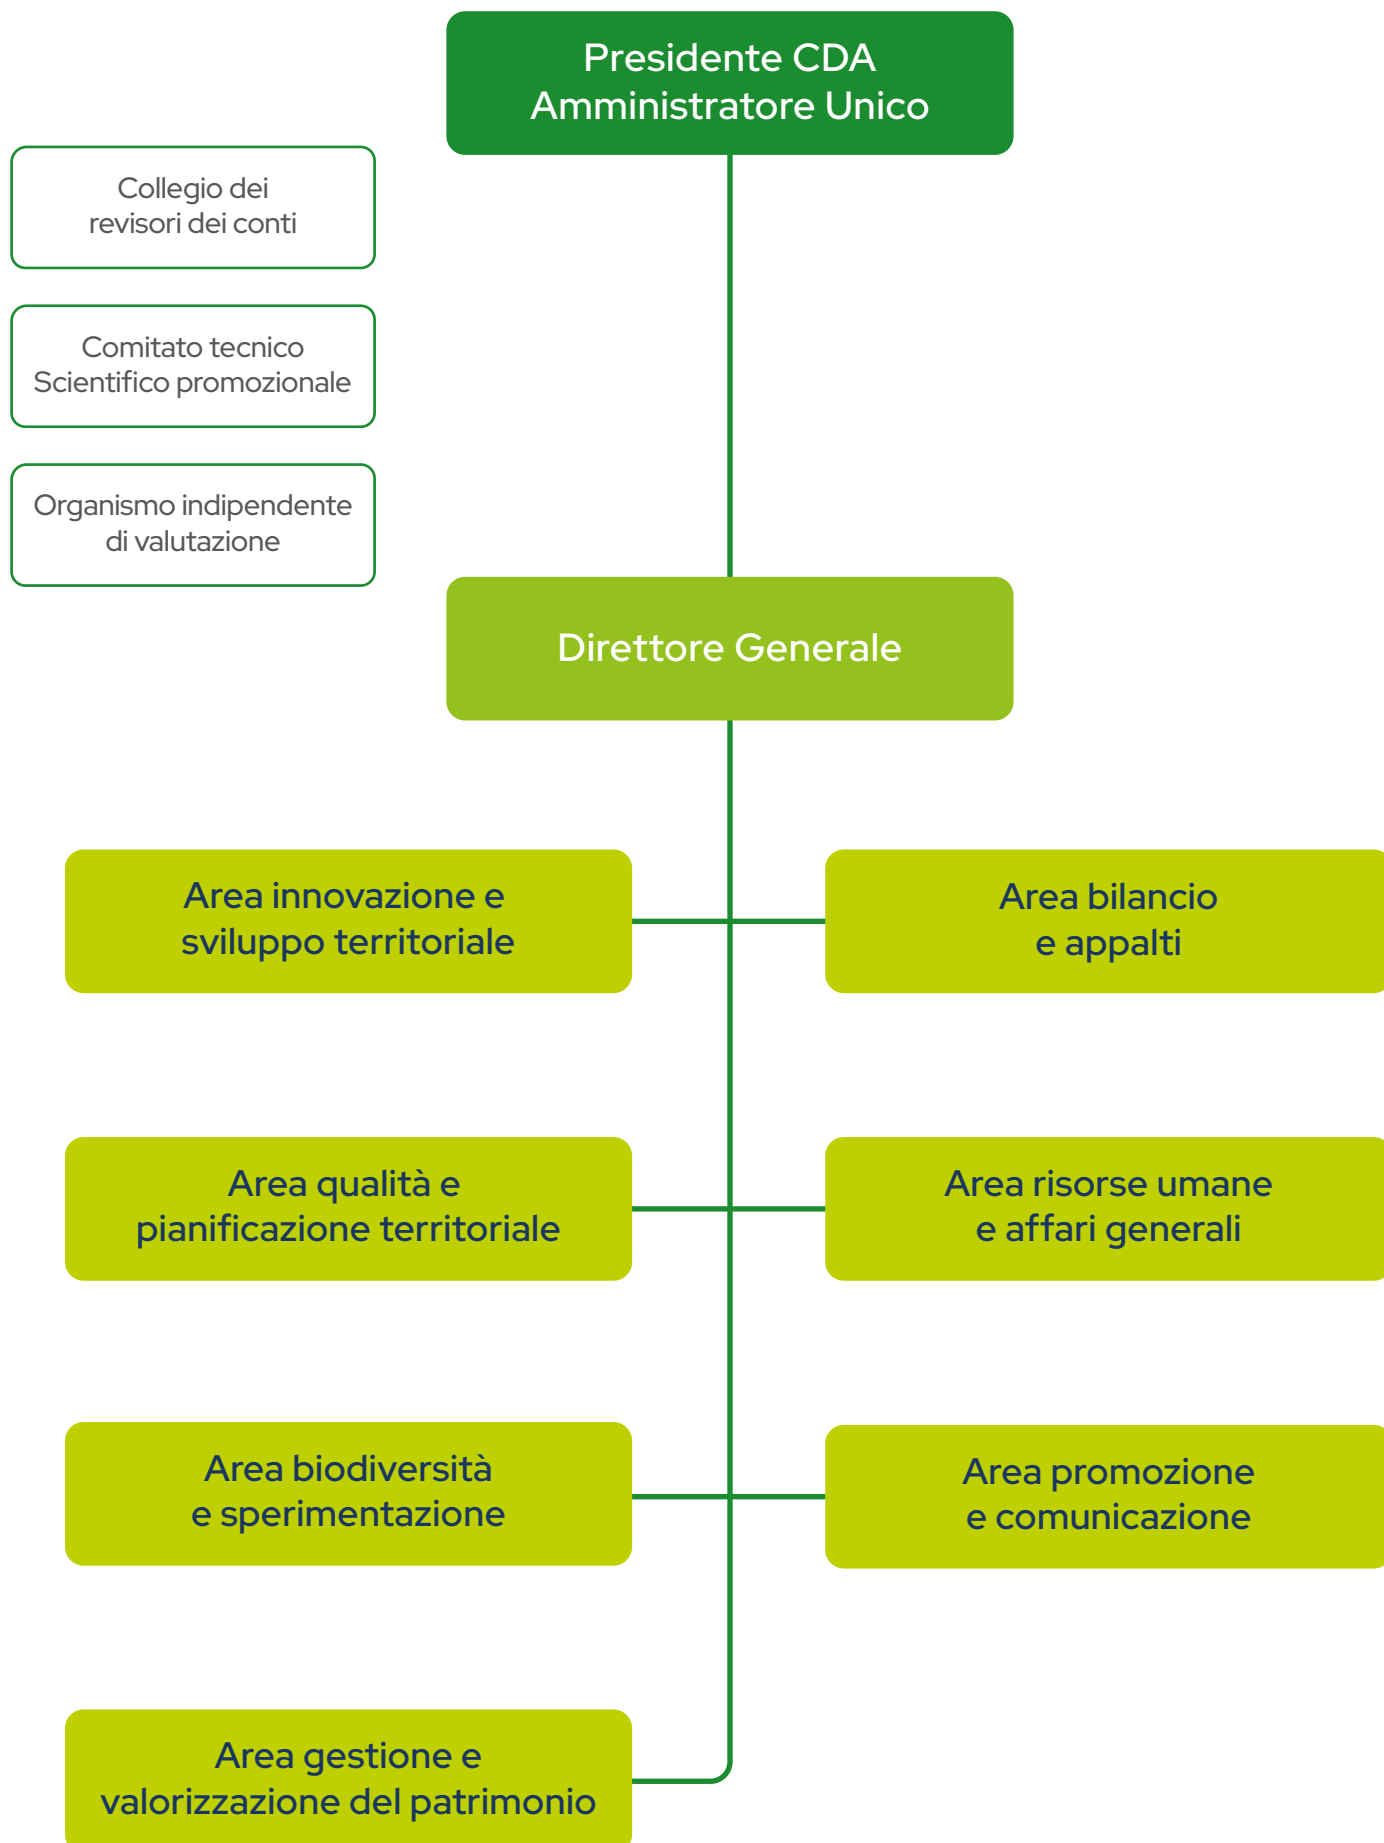 Presidente CDA
Amministratore Unico
Collegio dei
revisori dei conti
Comitato tecnico
Scientifico promozionale
Organismo indipendente
di valutazione
Direttore Generale
Area innovazione e
sviluppo territoriale
Area bilancio
e appalti
Area qualità e
pianificazione territoriale
Area risorse umane
e affari generali
Area biodiversità
e sperimentazione
Area promozione
e comunicazione
Area gestione e
valorizzazione del patrimonio